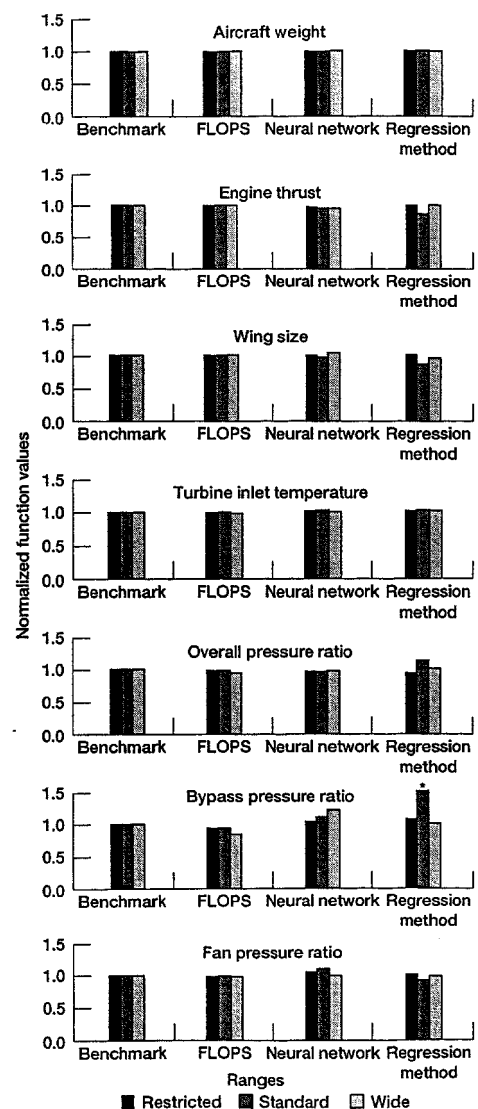 Aircraft weight
1.5
1.0
0.5
0.0
Benchmark FLOPS Neural network Regression method
Engine thrust
1.5
1.0
0.5
0.0
Benchmark FLOPS Neural network Regression method
Wing size
1.5
1.0
0.5
0.0
Benchmark FLOPS Neural network Regression method
Normalized function values
Turbine inlet temperature
1.5
1.0
0.5
0.0
Benchmark FLOPS Neural network Regression method
Overall pressure ratio
1.5
1.0
0.5
0.0
Benchmark FLOPS Neural network Regression method
Bypass pressure ratio
*
1.5
1.0
0.5
0.0
Benchmark FLOPS Neural network Regression method
Fan pressure ratio
1.5
1.0
0.5
0.0
Benchmark FLOPS Neural network Regression method
Ranges
Restricted Standard Wide